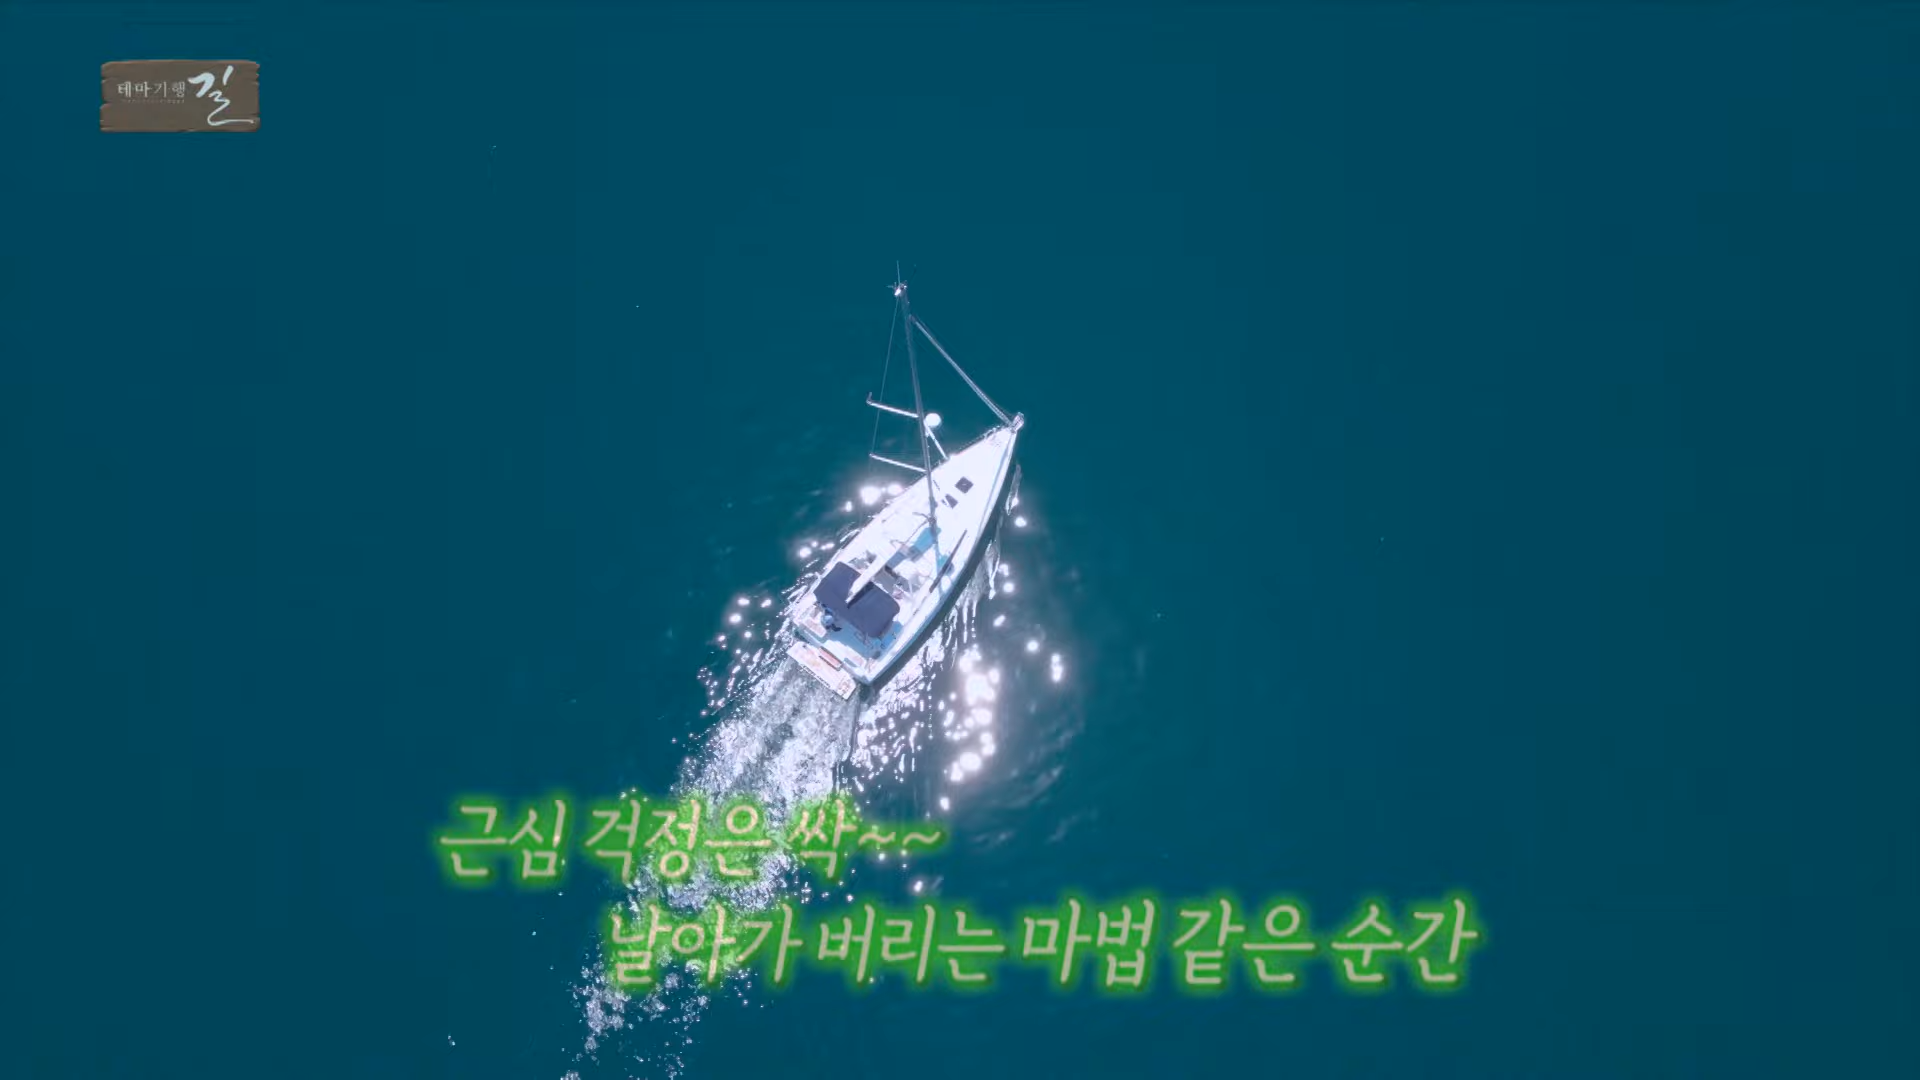 테마기행 길
근심 걱정은 싹~~
날아가 버리는 마법 같은 순간